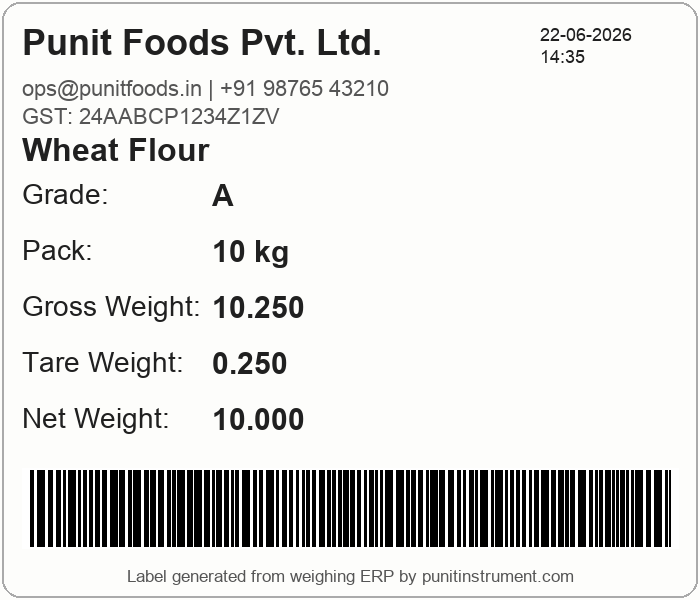 Punit Foods Pvt. Ltd.
22-06-2026
14:35
ops@punitfoods.in | +91 98765 43210
GST: 24AABCP1234Z1ZV
Wheat Flour
Grade: A
Pack: 10 kg
Gross Weight: 10.250
Tare Weight: 0.250
Net Weight: 10.000
Label generated from weighing ERP by punitinstrument.com